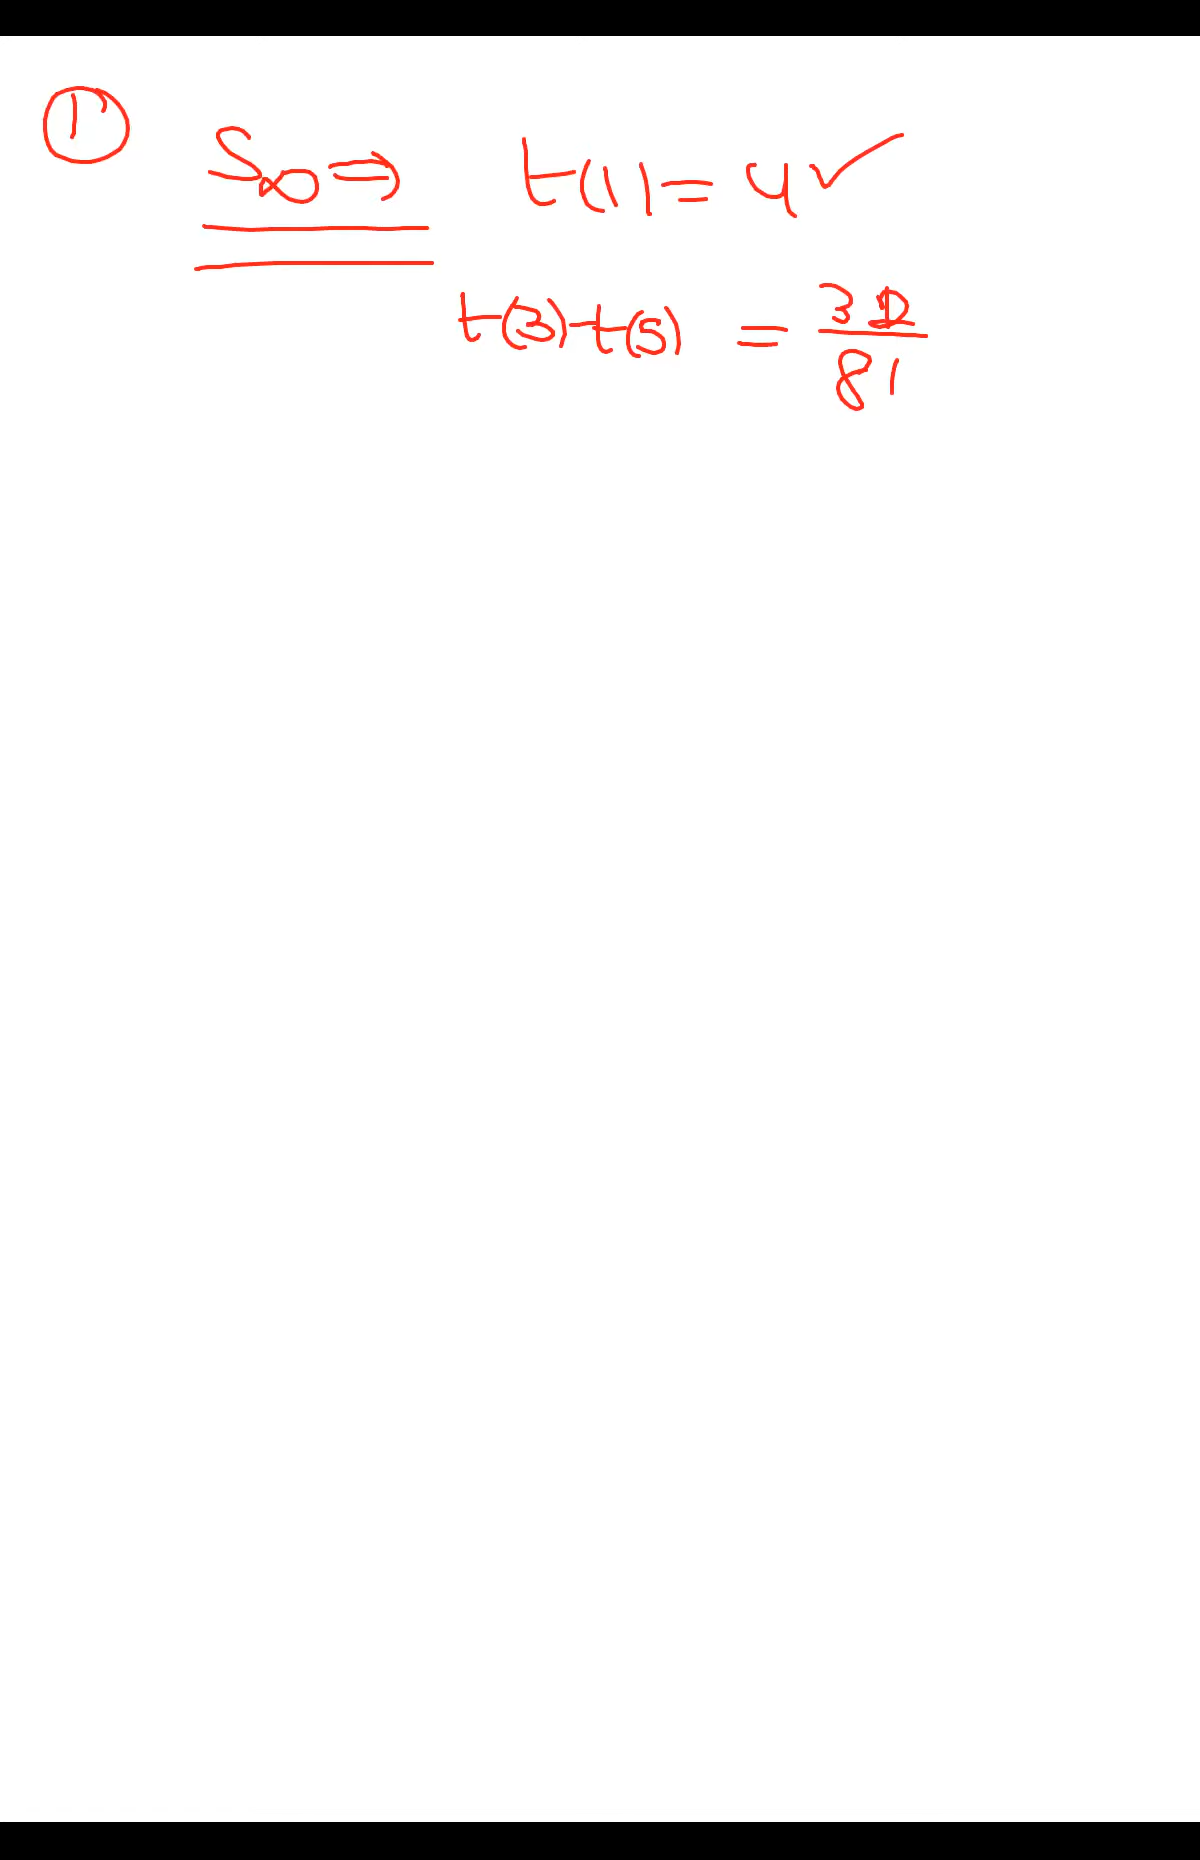 ①
S∞ ⇒ t(1) = 4 ✓
t(3) - t(5) = 32/81